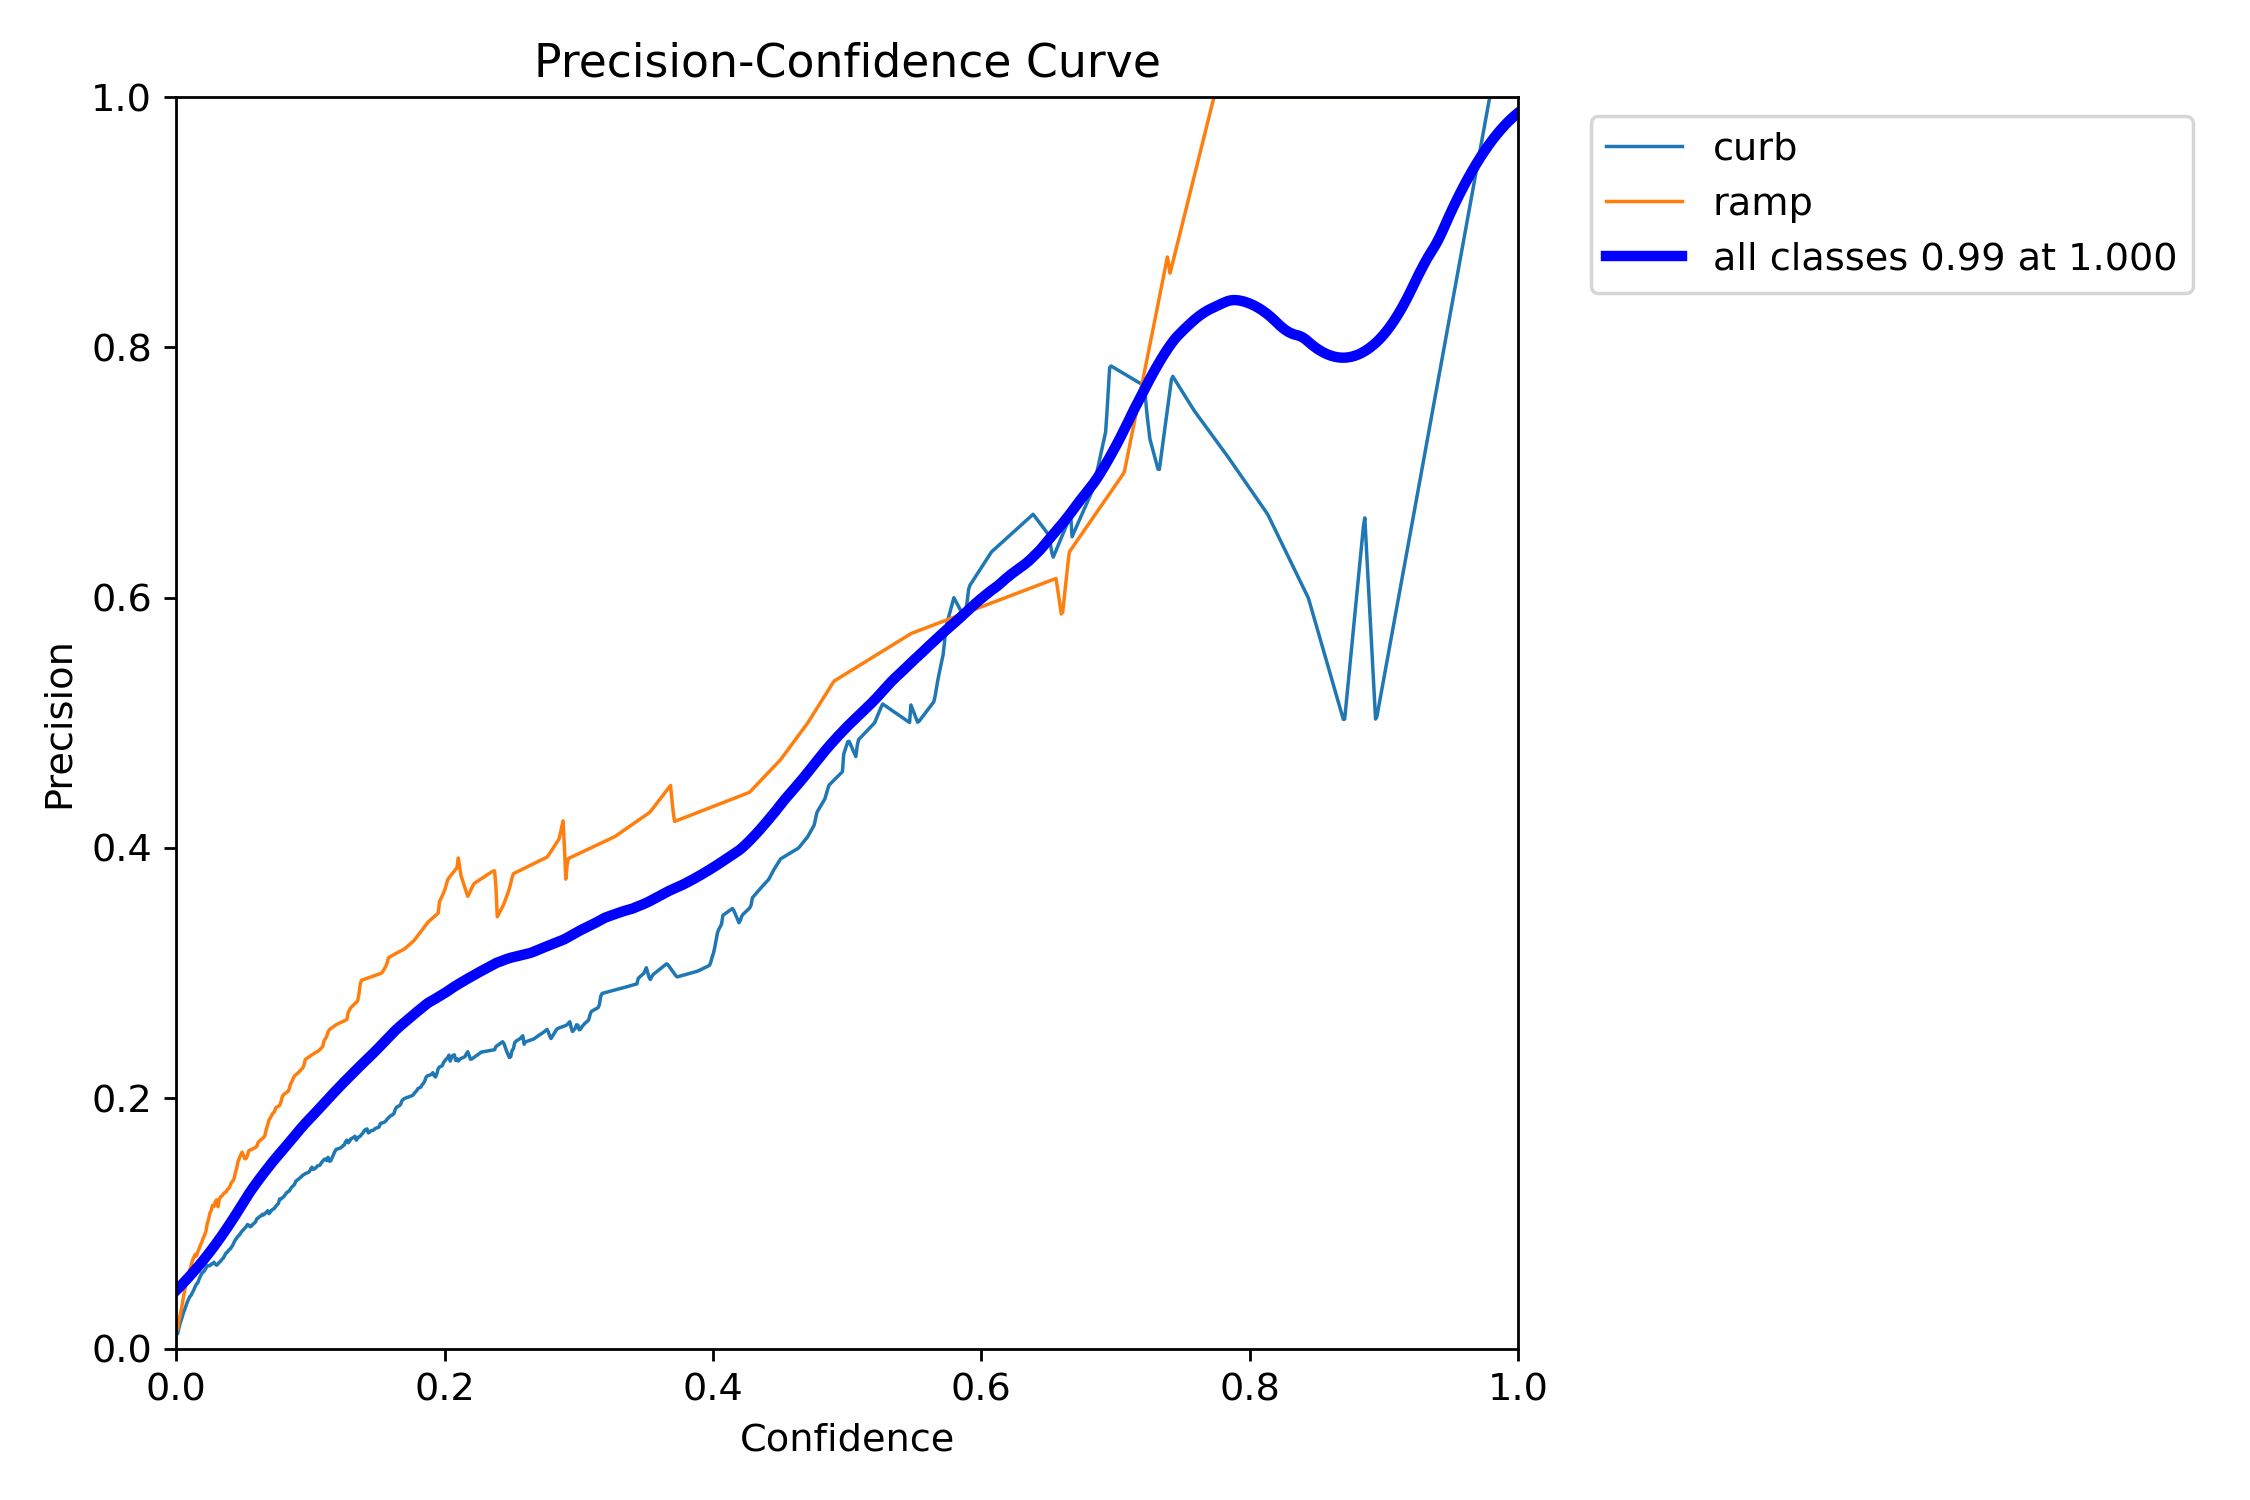 Precision-Confidence Curve
1.0
0.8
0.6
0.4
0.2
0.0
Precision
0.0 0.2 0.4 0.6 0.8 1.0
Confidence
curb
ramp
all classes 0.99 at 1.000